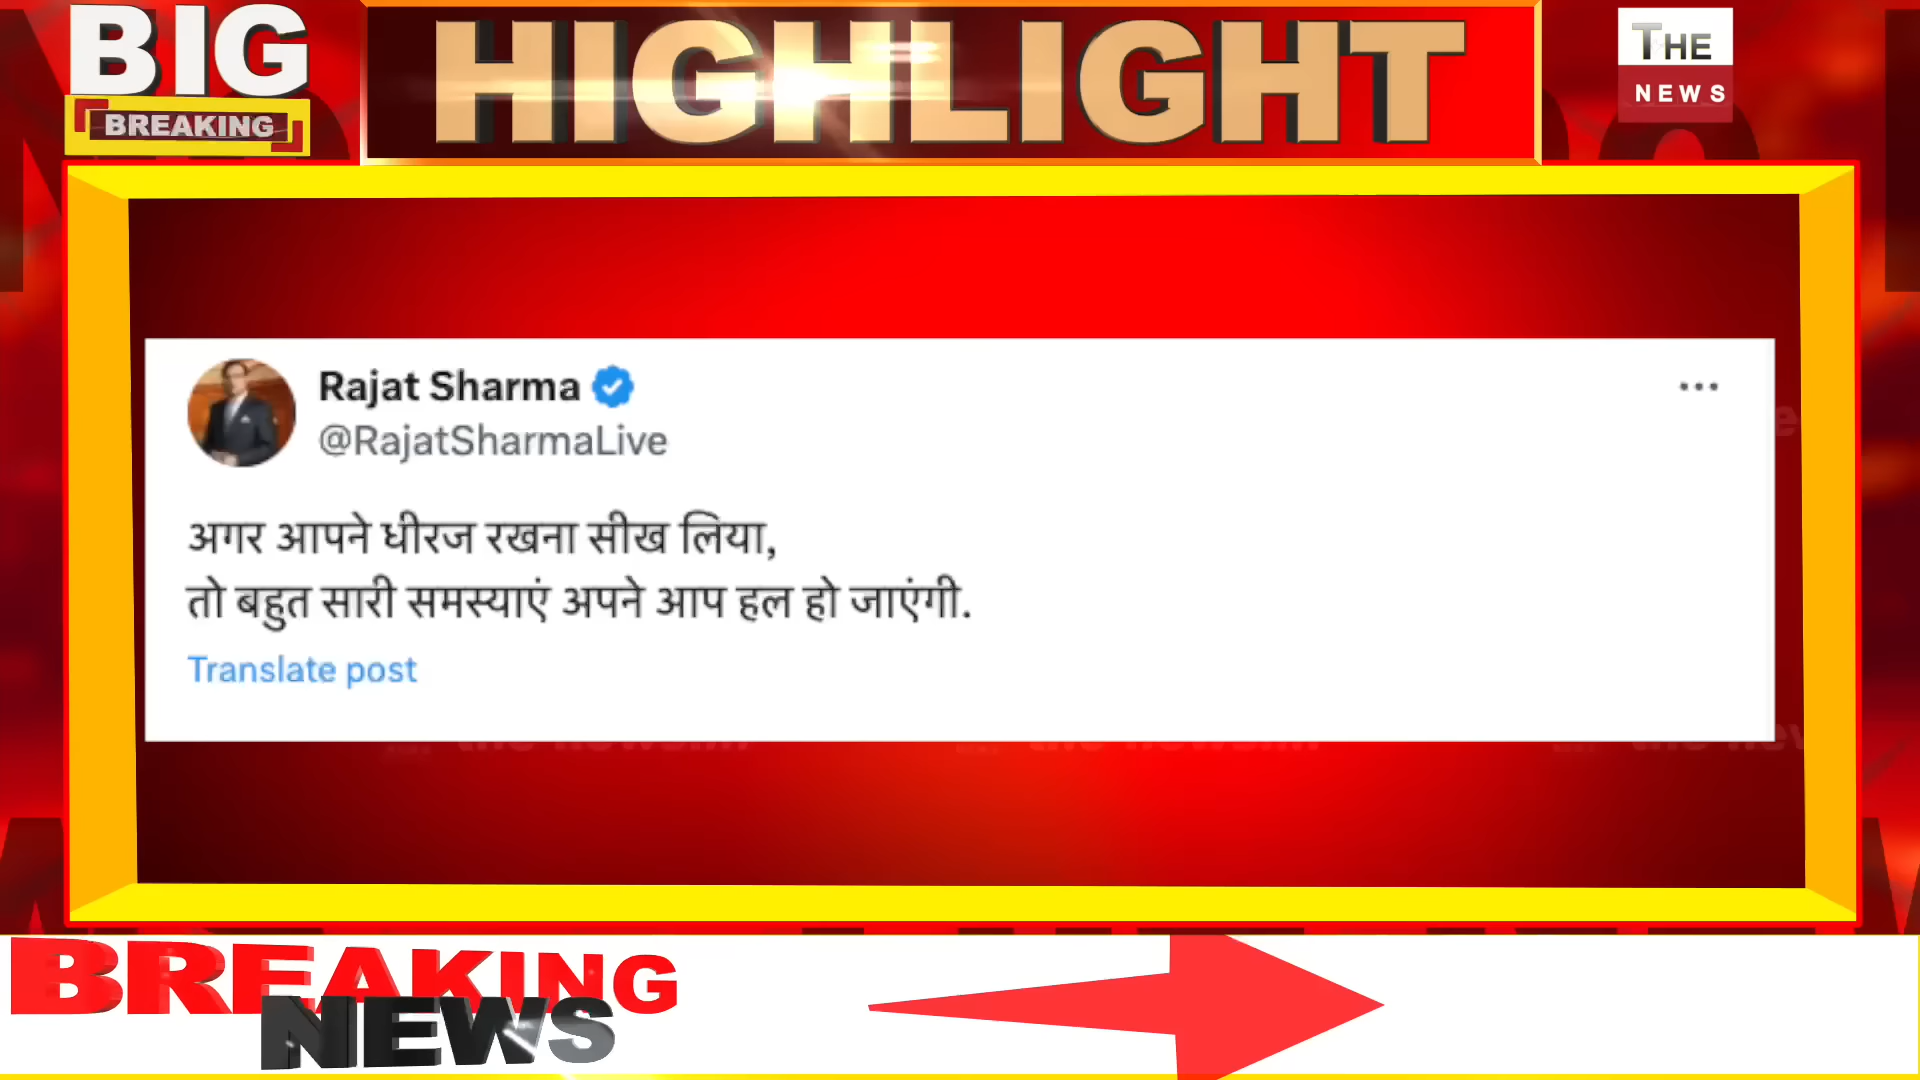 BIG
BREAKING
HIGHLIGHT
THE
NEWS
Rajat Sharma
@RajatSharmaLive
अगर आपने धीरज रखना सीख लिया,
तो बहुत सारी समस्याएं अपने आप हल हो जाएंगी.
Translate post
BREAKING
NEWS